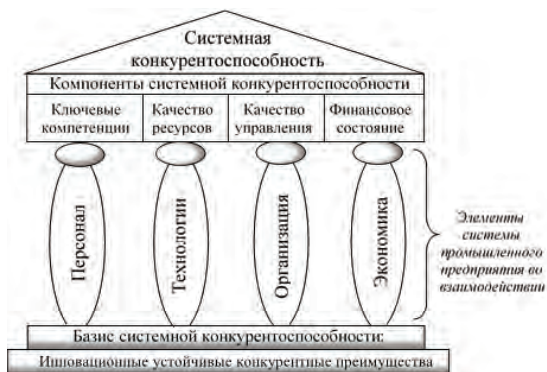 Системная
конкурентоспособность
Компоненты системной конкурентоспособности
Ключевые
компетенции
Качество
ресурсов
Качество
управления
Финансовое
состояние
Персонал
Технологии
Организация
Экономика
Элементы
системы
промышленного
предприятия во
взаимодействии
Базис системной конкурентоспособности:
Инновационные устойчивые конкурентные преимущества